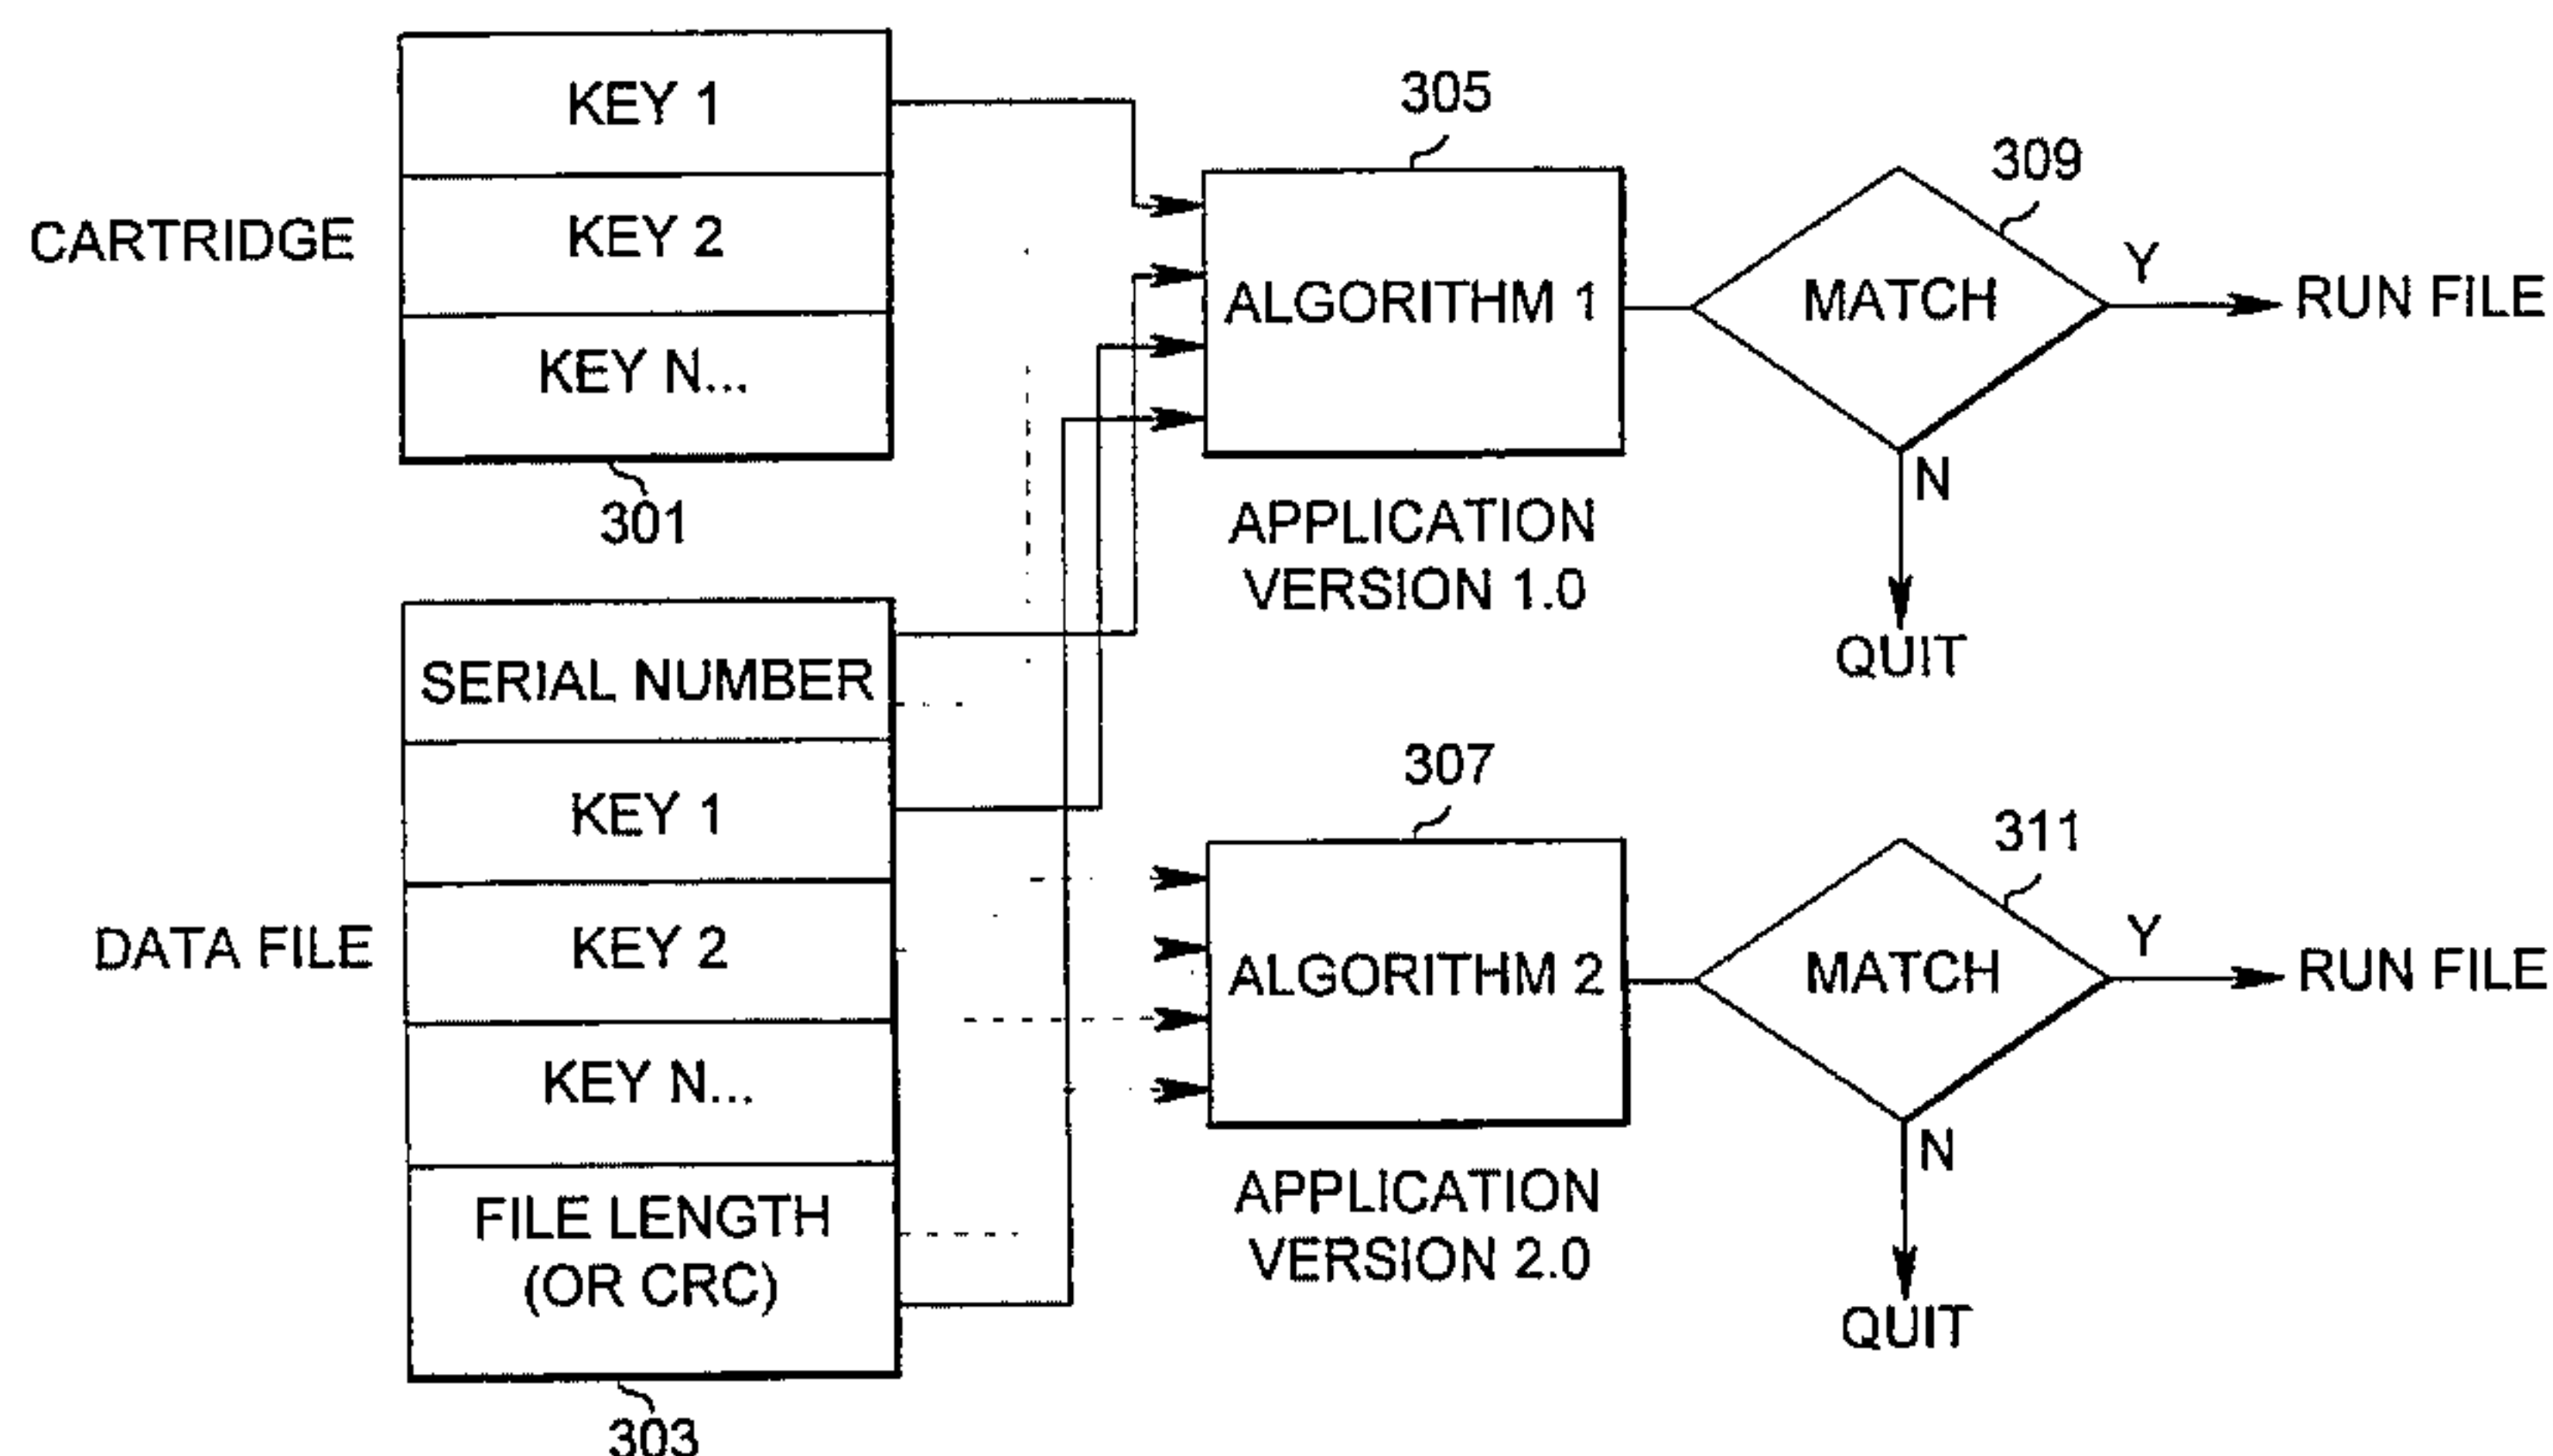 CARTRIDGE
KEY 1
KEY 2
KEY N...
301
DATA FILE
SERIAL NUMBER
KEY 1
KEY 2
KEY N...
FILE LENGTH
(OR CRC)
303
305
ALGORITHM 1
APPLICATION
VERSION 1.0
309
MATCH
Y
RUN FILE
N
QUIT
307
ALGORITHM 2
APPLICATION
VERSION 2.0
311
MATCH
Y
RUN FILE
N
QUIT